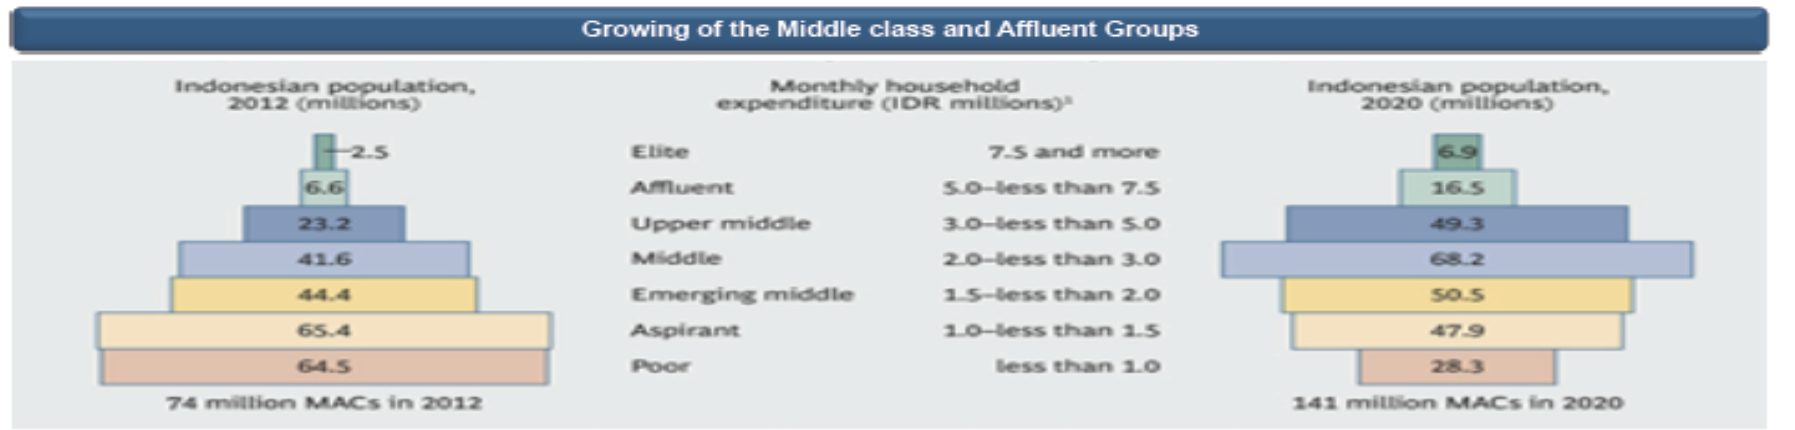 Growing of the Middle class and Affluent Groups
Indonesian population,
2012 (millions)
Monthly household
expenditure (IDR millions)¹
Indonesian population,
2020 (millions)
2.5 Elite 7.5 and more 6.9
6.6 Affluent 5.0–less than 7.5 16.5
23.2 Upper middle 3.0–less than 5.0 49.3
41.6 Middle 2.0–less than 3.0 68.2
44.4 Emerging middle 1.5–less than 2.0 50.5
65.4 Aspirant 1.0–less than 1.5 47.9
64.5 Poor less than 1.0 28.3
74 million MACs in 2012 141 million MACs in 2020